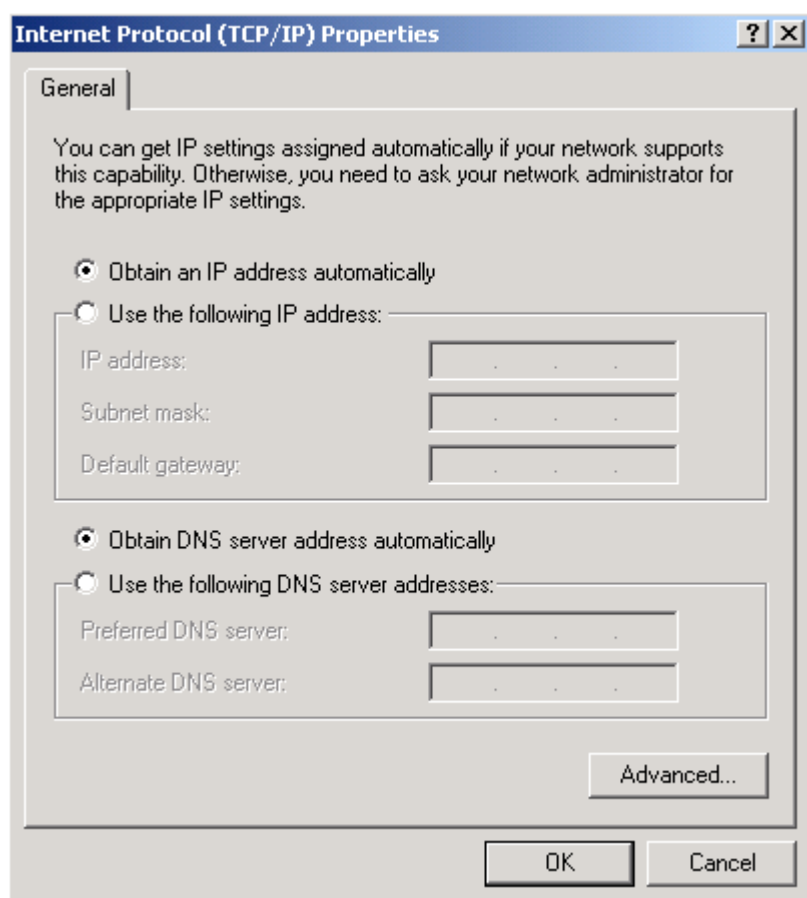 Internet Protocol (TCP/IP) Properties
General
You can get IP settings assigned automatically if your network supports
this capability. Otherwise, you need to ask your network administrator for
the appropriate IP settings.
Obtain an IP address automatically
Use the following IP address:
IP address:
Subnet mask:
Default gateway:
Obtain DNS server address automatically
Use the following DNS server addresses:
Preferred DNS server:
Alternate DNS server:
Advanced...
OK Cancel